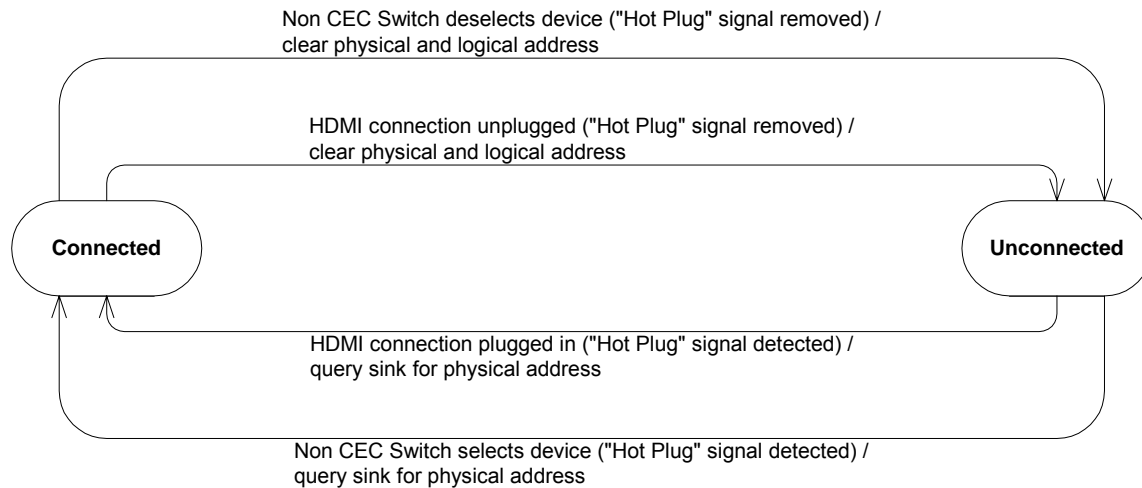 Non CEC Switch deselects device ("Hot Plug" signal removed) /
clear physical and logical address
HDMI connection unplugged ("Hot Plug" signal removed) /
clear physical and logical address
Connected
Unconnected
HDMI connection plugged in ("Hot Plug" signal detected) /
query sink for physical address
Non CEC Switch selects device ("Hot Plug" signal detected) /
query sink for physical address